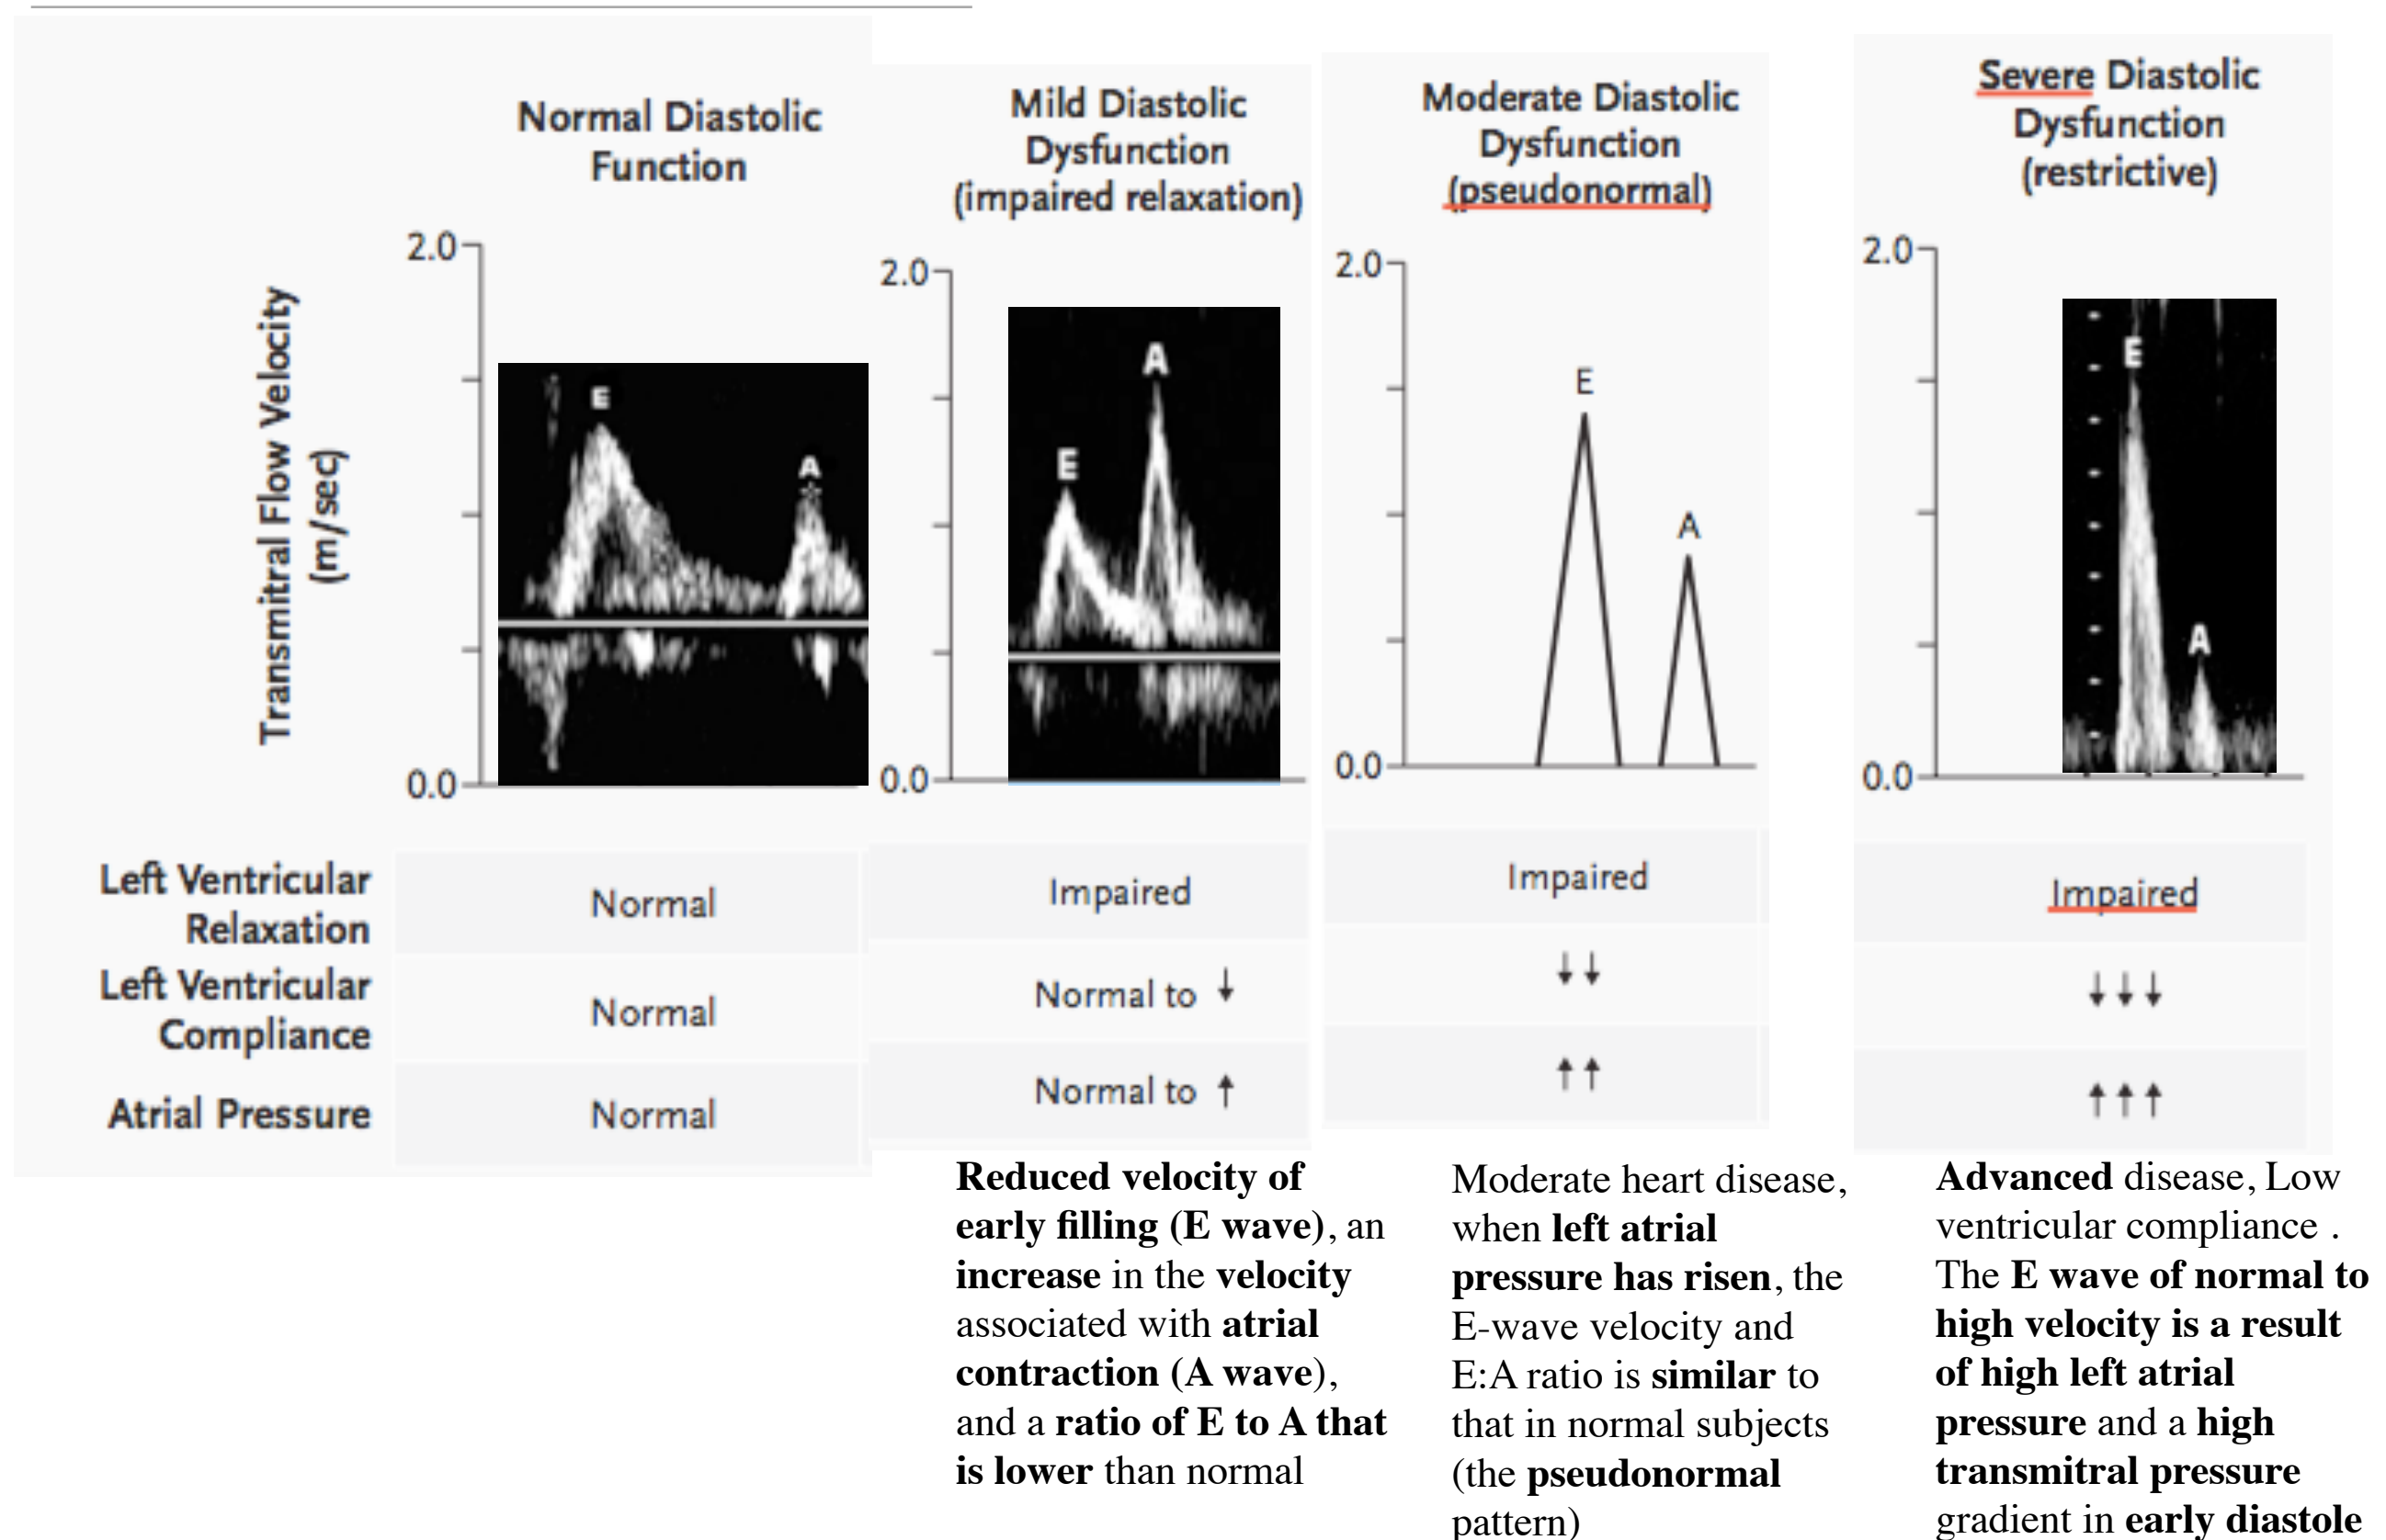 Normal Diastolic
Function
Mild Diastolic
Dysfunction
(impaired relaxation)
Moderate Diastolic
Dysfunction
(pseudonormal)
Severe Diastolic
Dysfunction
(restrictive)
Transmitral Flow Velocity
(m/sec)
2.0
0.0
E
A
2.0
0.0
E
A
2.0
0.0
E
A
2.0
0.0
E
A
Left Ventricular
Relaxation
Normal
Impaired
Impaired
Impaired
Left Ventricular
Compliance
Normal
Normal to ↓
↓↓
↓↓↓
Atrial Pressure
Normal
Normal to ↑
↑↑
↑↑↑
Reduced velocity of
early filling (E wave), an
increase in the velocity
associated with atrial
contraction (A wave),
and a ratio of E to A that
is lower than normal
Moderate heart disease,
when left atrial
pressure has risen, the
E-wave velocity and
E:A ratio is similar to
that in normal subjects
(the pseudonormal
pattern)
Advanced disease, Low
ventricular compliance .
The E wave of normal to
high velocity is a result
of high left atrial
pressure and a high
transmitral pressure
gradient in early diastole